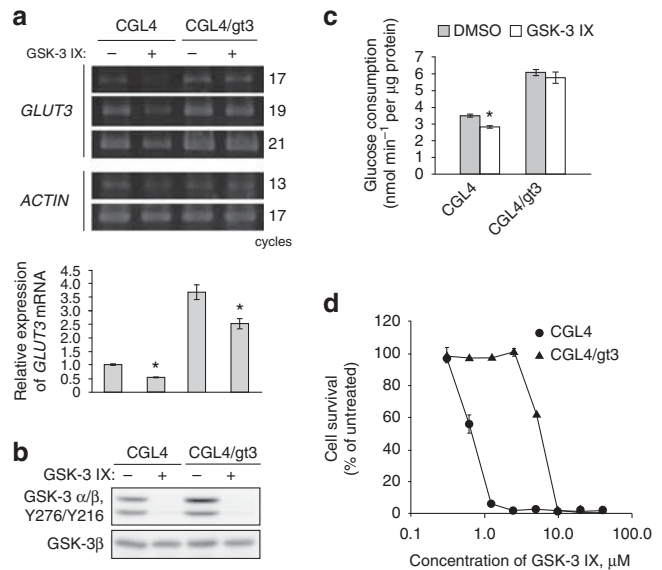 a
CGL4 CGL4/gt3
GSK-3 IX: − + − +
GLUT3
17
19
21
ACTIN
13
17
cycles
Relative expression
of GLUT3 mRNA
4.5
4.0
3.5
3.0
2.5
2.0
1.5
1.0
0.5
0
*
*
b
CGL4 CGL4/gt3
GSK-3 IX: − + − +
GSK-3 α/β,
Y276/Y216
GSK-3β
c
DMSO GSK-3 IX
Glucose consumption
(nmol min−1 per μg protein)
7
6
5
4
3
2
1
0
*
CGL4
CGL4/gt3
d
CGL4
CGL4/gt3
Cell survival
(% of untreated)
120
100
80
60
40
20
0
0.1 1.0 10.0 100.0
Concentration of GSK-3 IX, μM